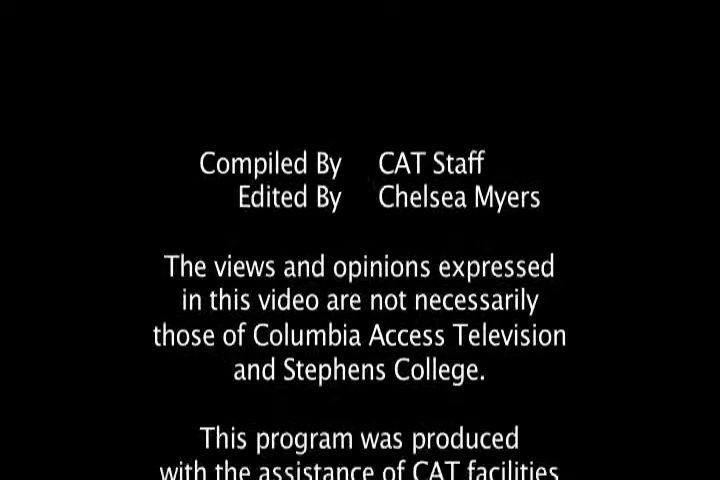 Compiled By CAT Staff
Edited By Chelsea Myers
The views and opinions expressed
in this video are not necessarily
those of Columbia Access Television
and Stephens College.
This program was produced
with the assistance of CAT facilities